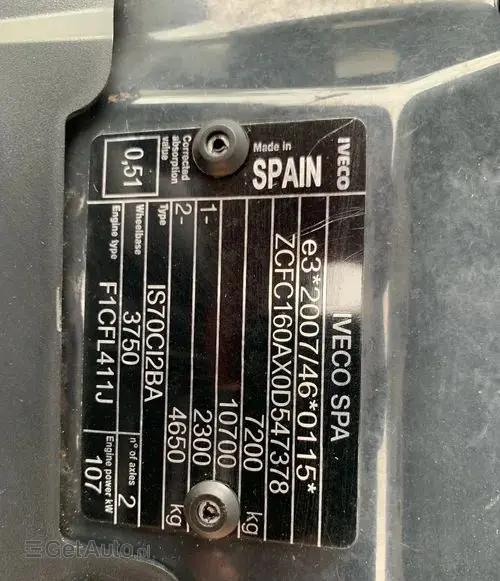 IVECO SPA
e3*2007/46*0115*
ZCFC160AX0D547378
7200
10700
1- 2300
2- 4650 kg kg
Type IS70CI2BA
Wheelbase 3750 n° of axles 2
Engine type F1CFL411J Engine power kW 107
IVECO
Made in
SPAIN
Corrected
absorption
value
0,51
GetAuto